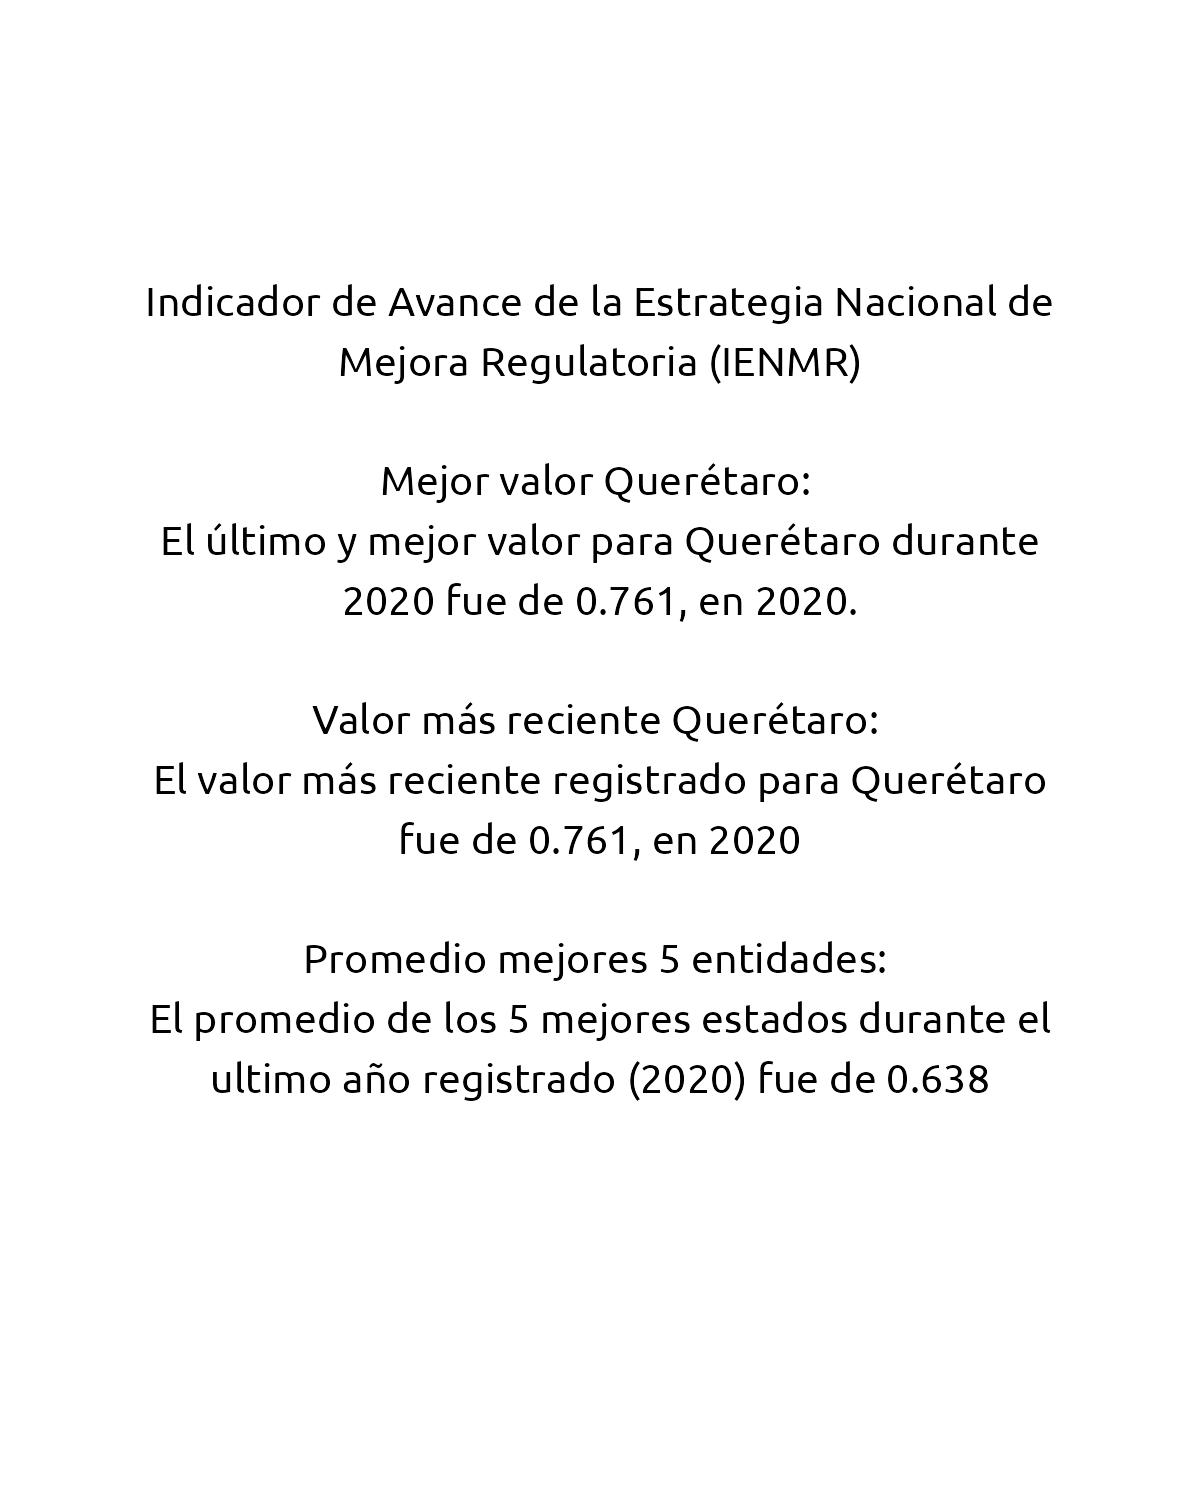 Indicador de Avance de la Estrategia Nacional de
Mejora Regulatoria (IENMR)
Mejor valor Querétaro:
El último y mejor valor para Querétaro durante
2020 fue de 0.761, en 2020.
Valor más reciente Querétaro:
El valor más reciente registrado para Querétaro
fue de 0.761, en 2020
Promedio mejores 5 entidades:
El promedio de los 5 mejores estados durante el
ultimo año registrado (2020) fue de 0.638